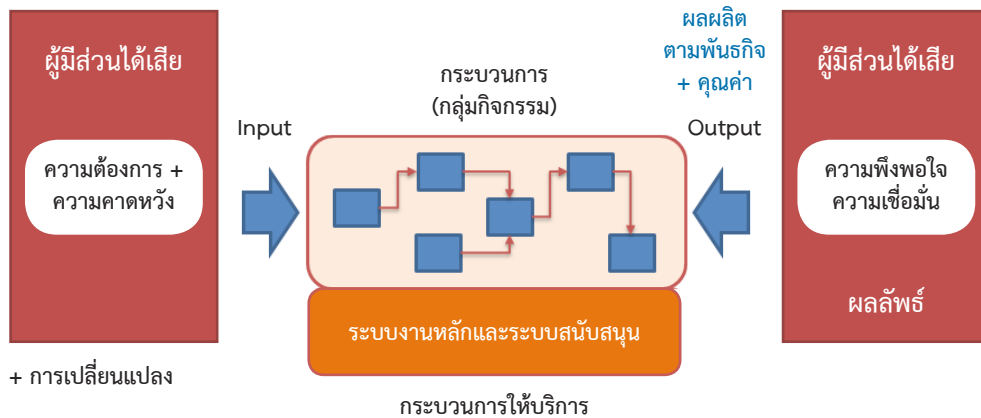 ผู้มีส่วนได้เสีย
ความต้องการ +
ความคาดหวัง
+ การเปลี่ยนแปลง
Input
กระบวนการ
(กลุ่มกิจกรรม)
ระบบงานหลักและระบบสนับสนุน
กระบวนการให้บริการ
ผลผลิต
ตามพันธกิจ
+ คุณค่า
Output
ผู้มีส่วนได้เสีย
ความพึงพอใจ
ความเชื่อมั่น
ผลลัพธ์